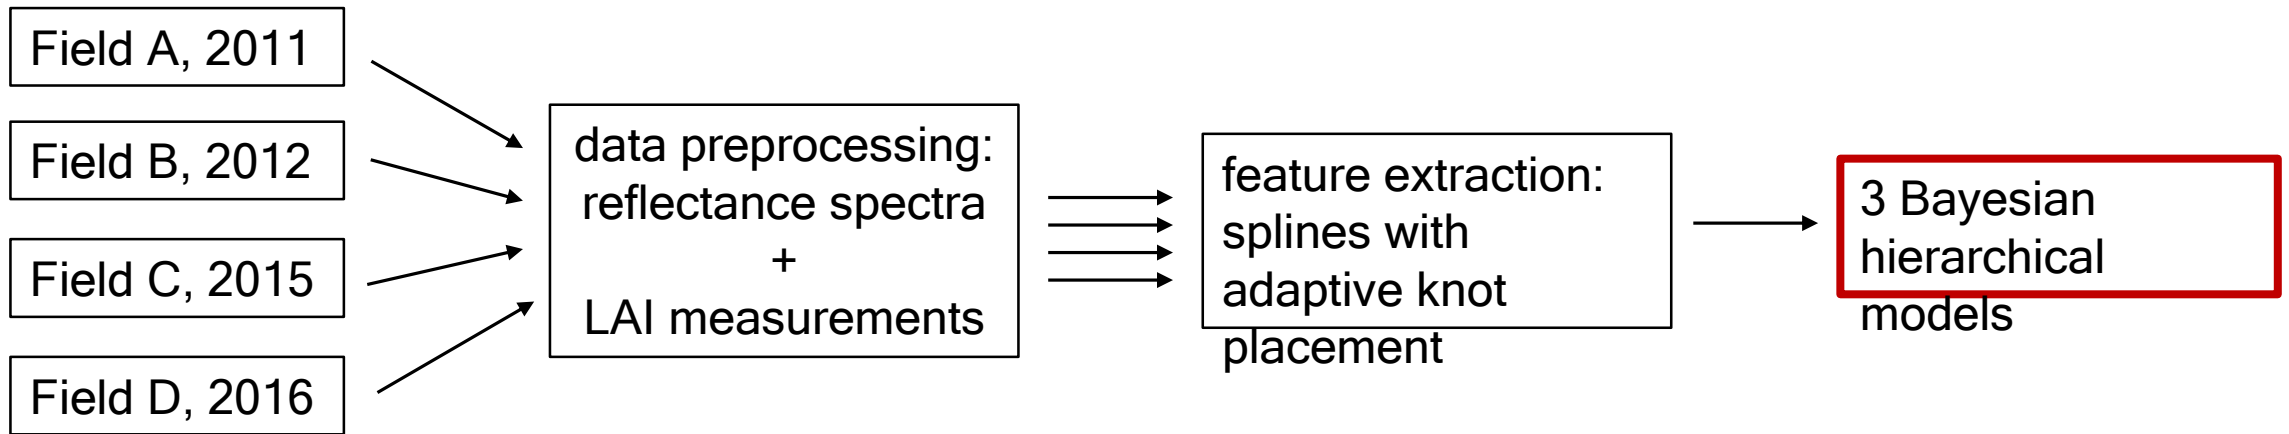 Field A, 2011
Field B, 2012
Field C, 2015
Field D, 2016
data preprocessing:
reflectance spectra
+
LAI measurements
feature extraction:
splines with
adaptive knot
placement
3 Bayesian
hierarchical
models